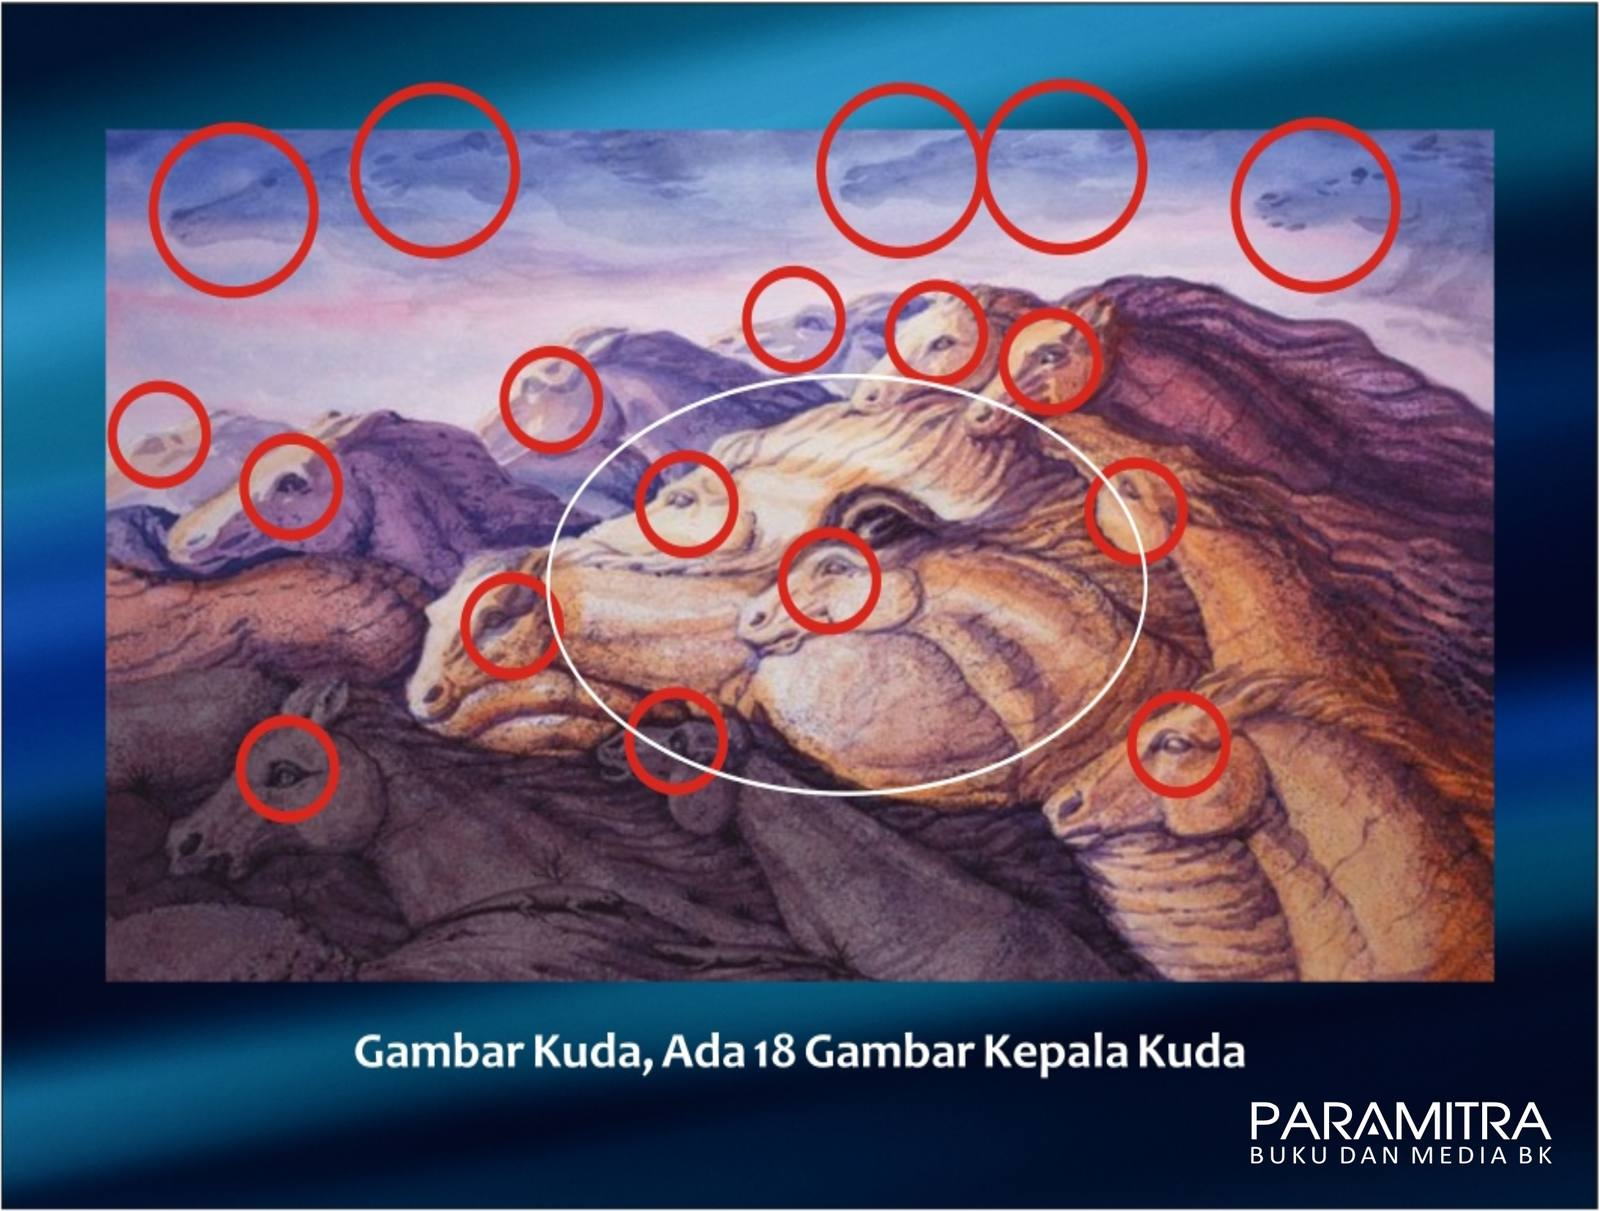 Gambar Kuda, Ada 18 Gambar Kepala Kuda
PARAMITRA
BUKU DAN MEDIA BK